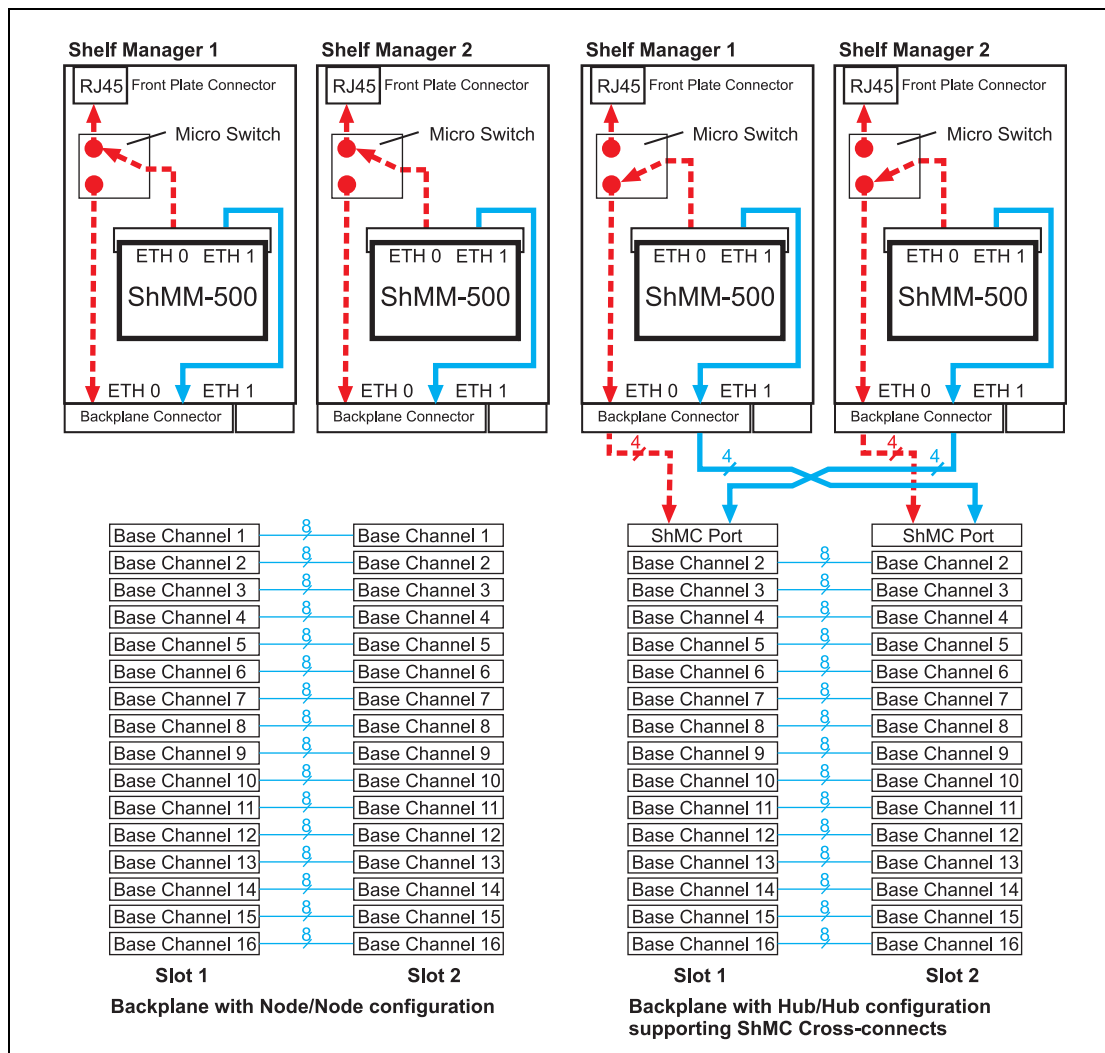 Shelf Manager 1
Shelf Manager 2
Shelf Manager 1
Shelf Manager 2
RJ45 Front Plate Connector
RJ45 Front Plate Connector
RJ45 Front Plate Connector
RJ45 Front Plate Connector
Micro Switch
Micro Switch
Micro Switch
Micro Switch
ETH 0 ETH 1
ETH 0 ETH 1
ETH 0 ETH 1
ETH 0 ETH 1
ShMM-500
ShMM-500
ShMM-500
ShMM-500
ETH 0 ETH 1
ETH 0 ETH 1
ETH 0 ETH 1
ETH 0 ETH 1
Backplane Connector
Backplane Connector
Backplane Connector
Backplane Connector
4
4
4
4
Base Channel 1 8 Base Channel 1
Base Channel 2 8 Base Channel 2
Base Channel 3 8 Base Channel 3
Base Channel 4 8 Base Channel 4
Base Channel 5 8 Base Channel 5
Base Channel 6 8 Base Channel 6
Base Channel 7 8 Base Channel 7
Base Channel 8 8 Base Channel 8
Base Channel 9 8 Base Channel 9
Base Channel 10 8 Base Channel 10
Base Channel 11 8 Base Channel 11
Base Channel 12 8 Base Channel 12
Base Channel 13 8 Base Channel 13
Base Channel 14 8 Base Channel 14
Base Channel 15 8 Base Channel 15
Base Channel 16 8 Base Channel 16
Slot 1 Slot 2
Backplane with Node/Node configuration
ShMC Port ShMC Port
Base Channel 2 8 Base Channel 2
Base Channel 3 8 Base Channel 3
Base Channel 4 8 Base Channel 4
Base Channel 5 8 Base Channel 5
Base Channel 6 8 Base Channel 6
Base Channel 7 8 Base Channel 7
Base Channel 8 8 Base Channel 8
Base Channel 9 8 Base Channel 9
Base Channel 10 8 Base Channel 10
Base Channel 11 8 Base Channel 11
Base Channel 12 8 Base Channel 12
Base Channel 13 8 Base Channel 13
Base Channel 14 8 Base Channel 14
Base Channel 15 8 Base Channel 15
Base Channel 16 8 Base Channel 16
Slot 1 Slot 2
Backplane with Hub/Hub configuration
supporting ShMC Cross-connects